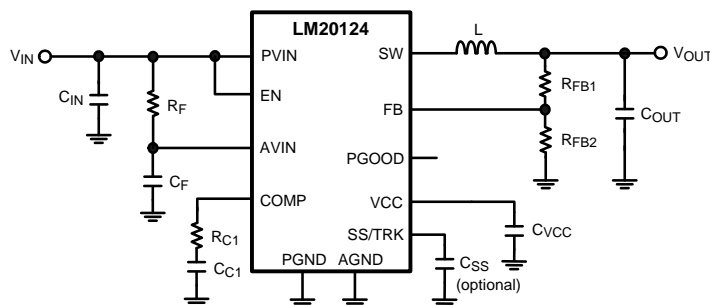 LM20124
VIN
PVIN
SW
L
VOUT
CIN
RF
EN
RFB1
FB
COUT
RFB2
AVIN
PGOOD
CF
COMP
VCC
RC1
SS/TRK
CVCC
CC1
PGND
AGND
CSS
(optional)